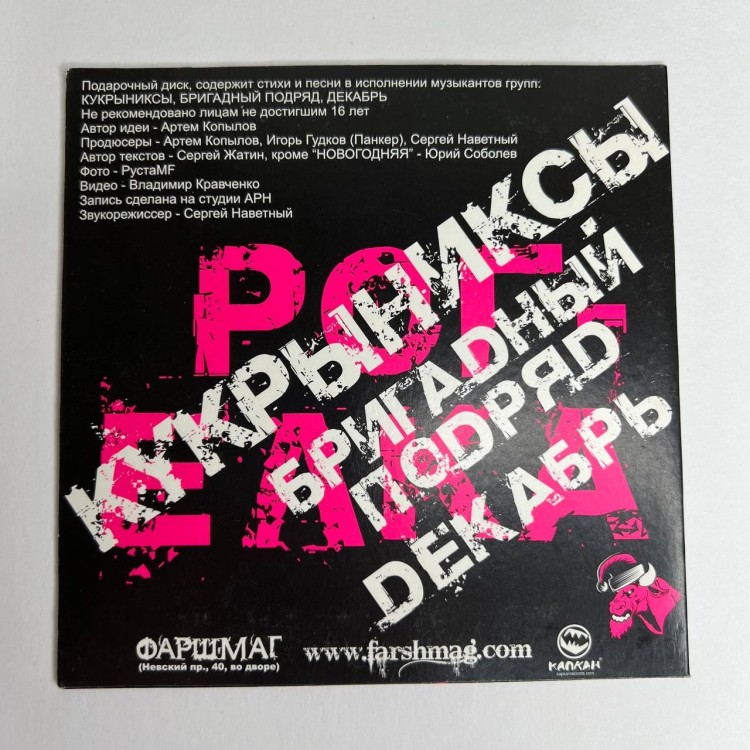 Подарочный диск, содержит стихи и песни в исполнении музыкантов групп:
КУКРЫНИКСЫ, БРИГАДНЫЙ ПОДРЯД, ДЕКАБРЬ
Не рекомендовано лицам не достигшим 16 лет
Автор идеи - Артем Копылов
Продюсеры - Артем Копылов, Игорь Гудков (Панкер), Сергей Наветный
Автор текстов - Сергей Жатин, кроме "НОВОГОДНЯЯ" - Юрий Соболев
Фото - РустаMF
Видео - Владимир Кравченко
Запись сделана на студии АРН
Звукорежиссер - Сергей Наветный
КУКРЫНИКСЫ
БРИГАДНЫЙ
ПОДРЯД
ДЕКАБРЬ
ФАРШМАГ
(Невский пр., 40, во дворе)
www.farshmag.com
КАПКАН